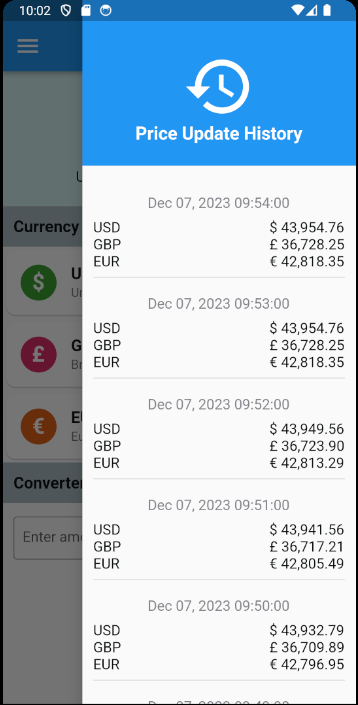 10:02
Price Update History
Dec 07, 2023 09:54:00
USD $ 43,954.76
GBP £ 36,728.25
EUR € 42,818.35
Dec 07, 2023 09:53:00
USD $ 43,954.76
GBP £ 36,728.25
EUR € 42,818.35
Dec 07, 2023 09:52:00
USD $ 43,949.56
GBP £ 36,723.90
EUR € 42,813.29
Dec 07, 2023 09:51:00
USD $ 43,941.56
GBP £ 36,717.21
EUR € 42,805.49
Dec 07, 2023 09:50:00
USD $ 43,932.79
GBP £ 36,709.89
EUR € 42,796.95
Currency
$
£
€
Converter
Enter